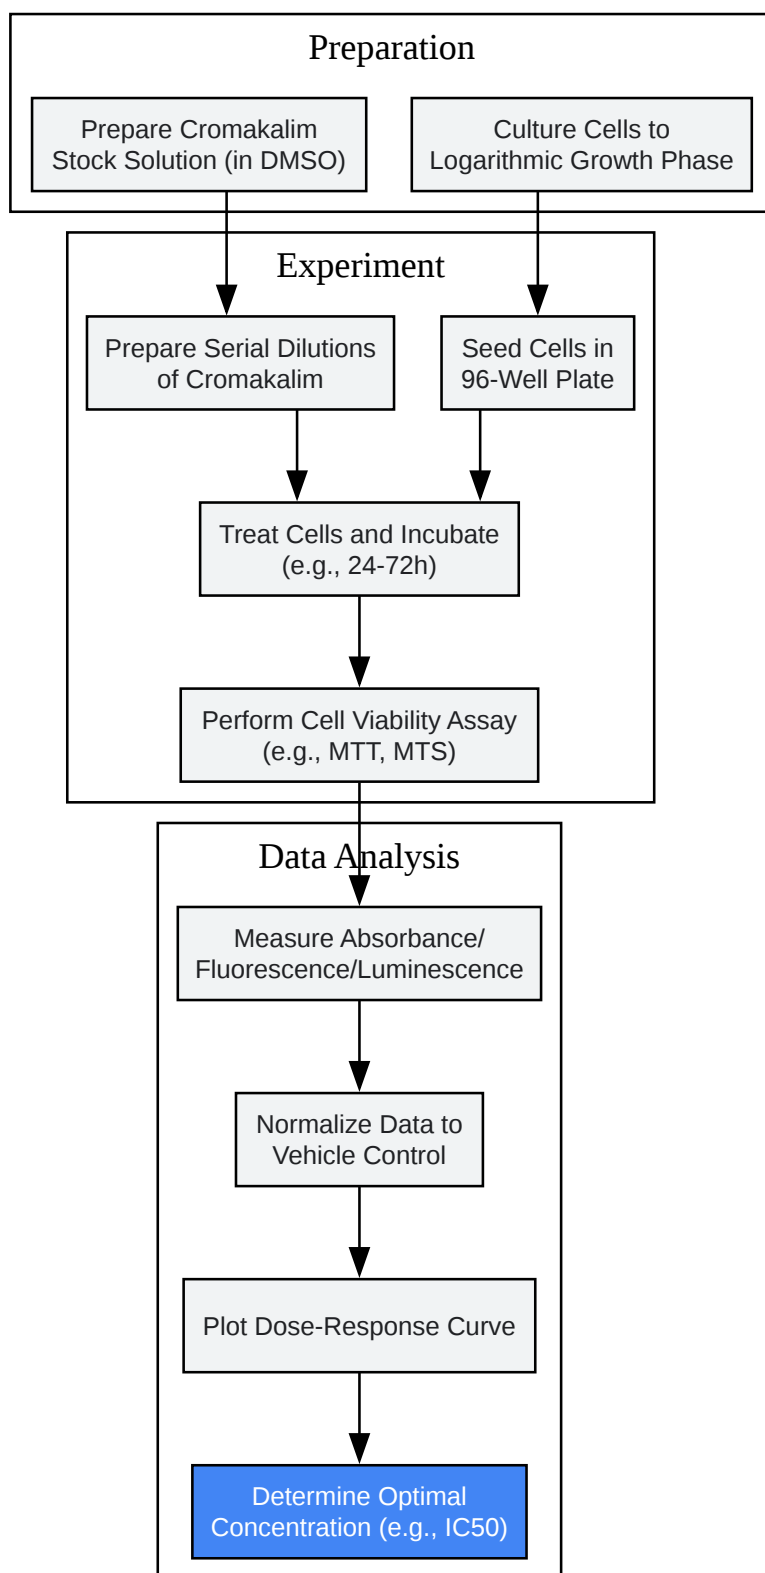 Preparation
Prepare Cromakalim
Stock Solution (in DMSO)
Culture Cells to
Logarithmic Growth Phase
Experiment
Prepare Serial Dilutions
of Cromakalim
Seed Cells in
96-Well Plate
Treat Cells and Incubate
(e.g., 24-72h)
Perform Cell Viability Assay
(e.g., MTT, MTS)
Data Analysis
Measure Absorbance/
Fluorescence/Luminescence
Normalize Data to
Vehicle Control
Plot Dose-Response Curve
Determine Optimal
Concentration (e.g., IC50)